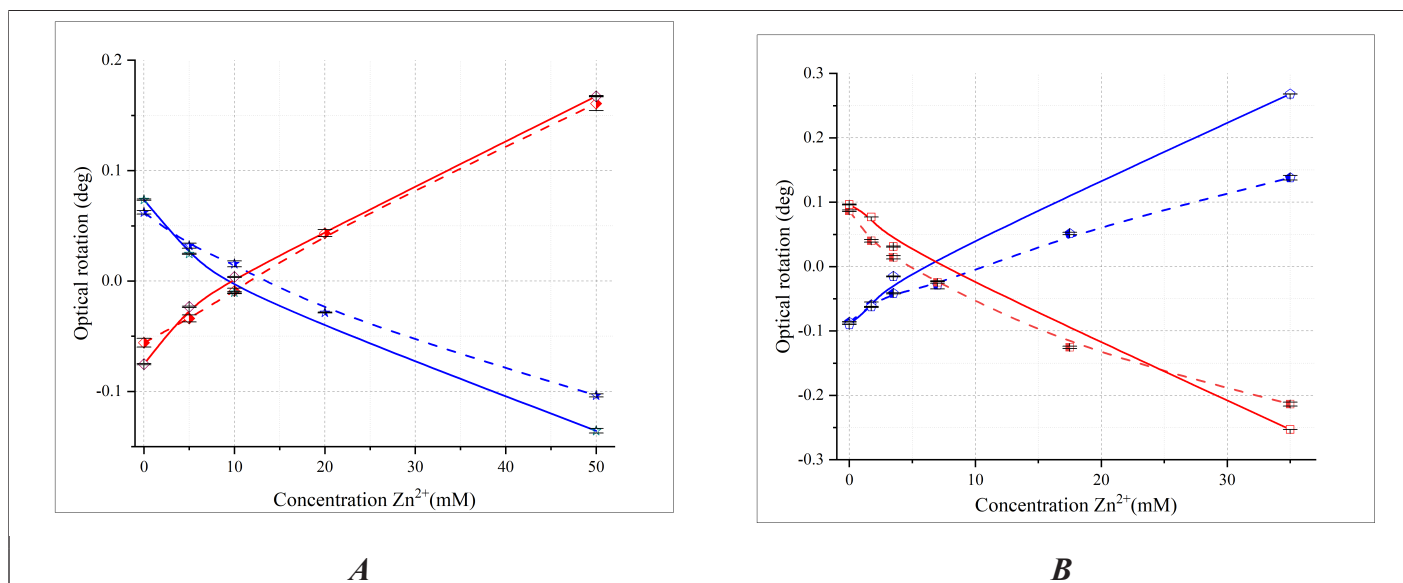 0.2
0.1
0.0
-0.1
Optical rotation (deg)
0 10 20 30 40 50
Concentration Zn²⁺(mM)
A
0.3
0.2
0.1
0.0
-0.1
-0.2
-0.3
Optical rotation (deg)
0 10 20 30
Concentration Zn²⁺(mM)
B